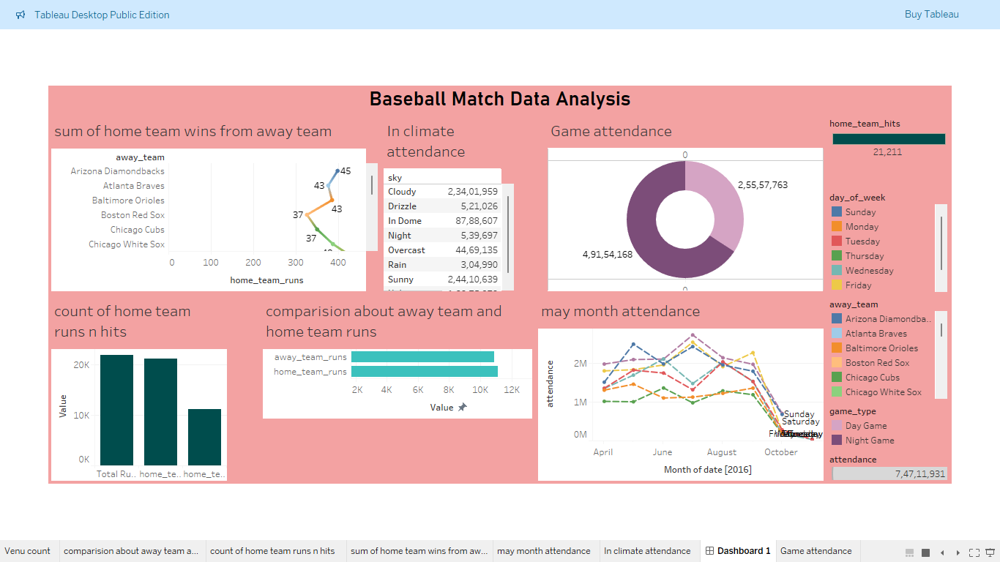 Tableau Desktop Public Edition
Buy Tableau
Baseball Match Data Analysis
sum of home team wins from away team
away_team
Arizona Diamondbacks
Atlanta Braves
Baltimore Orioles
Boston Red Sox
Chicago Cubs
Chicago White Sox
45
43
43
37
37
0 100 200 300 400
home_team_runs
In climate
attendance
sky
Cloudy 2,34,01,959
Drizzle 5,21,026
In Dome 87,88,607
Night 5,39,697
Overcast 44,69,135
Rain 3,04,990
Sunny 2,44,10,639
Game attendance
0
2,55,57,763
4,91,54,168
0
home_team_hits
21,211
day_of_week
Sunday
Monday
Tuesday
Thursday
Wednesday
Friday
away_team
Arizona Diamondba..
Atlanta Braves
Baltimore Orioles
Boston Red Sox
Chicago Cubs
Chicago White Sox
game_type
Day Game
Night Game
attendance
7,47,11,931
count of home team
runs n hits
Value
20K
10K
0K
Total Ru.. home_te.. home_te..
comparision about away team and
home team runs
away_team_runs
home_team_runs
2K 4K 6K 8K 10K 12K
Value
may month attendance
attendance
2M
1M
0M
Sunday
Saturday
April June August October
Month of date [2016]
Venu count
comparision about away team a...
count of home team runs n hits
sum of home team wins from aw...
may month attendance
In climate attendance
Dashboard 1
Game attendance